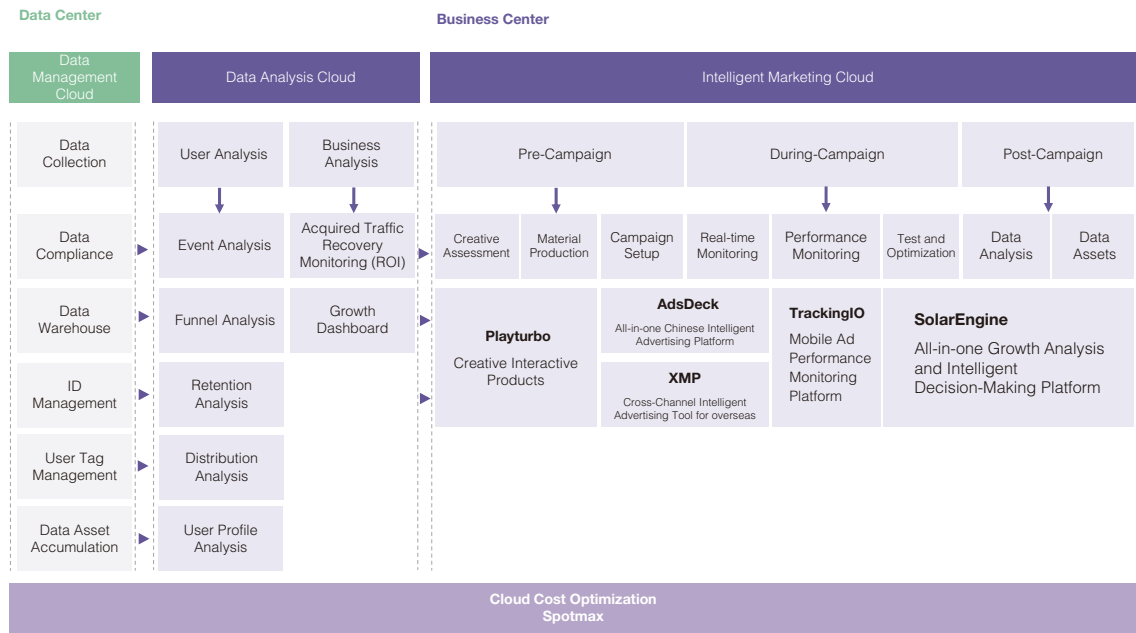 Data Center
Business Center
Data
Management
Cloud
Data Analysis Cloud
Intelligent Marketing Cloud
Data
Collection
User Analysis
Business
Analysis
Pre-Campaign
During-Campaign
Post-Campaign
Data
Compliance
Event Analysis
Acquired Traffic
Recovery
Monitoring (ROI)
Creative
Assessment
Material
Production
Campaign
Setup
Real-time
Monitoring
Performance
Monitoring
Test and
Optimization
Data
Analysis
Data
Assets
Data
Warehouse
Funnel Analysis
Growth
Dashboard
Playturbo
Creative Interactive
Products
AdsDeck
All-in-one Chinese Intelligent
Advertising Platform
XMP
Cross-Channel Intelligent
Advertising Tool for overseas
TrackingIO
Mobile Ad
Performance
Monitoring
Platform
SolarEngine
All-in-one Growth Analysis
and Intelligent
Decision-Making Platform
ID
Management
Retention
Analysis
User Tag
Management
Distribution
Analysis
Data Asset
Accumulation
User Profile
Analysis
Cloud Cost Optimization
Spotmax